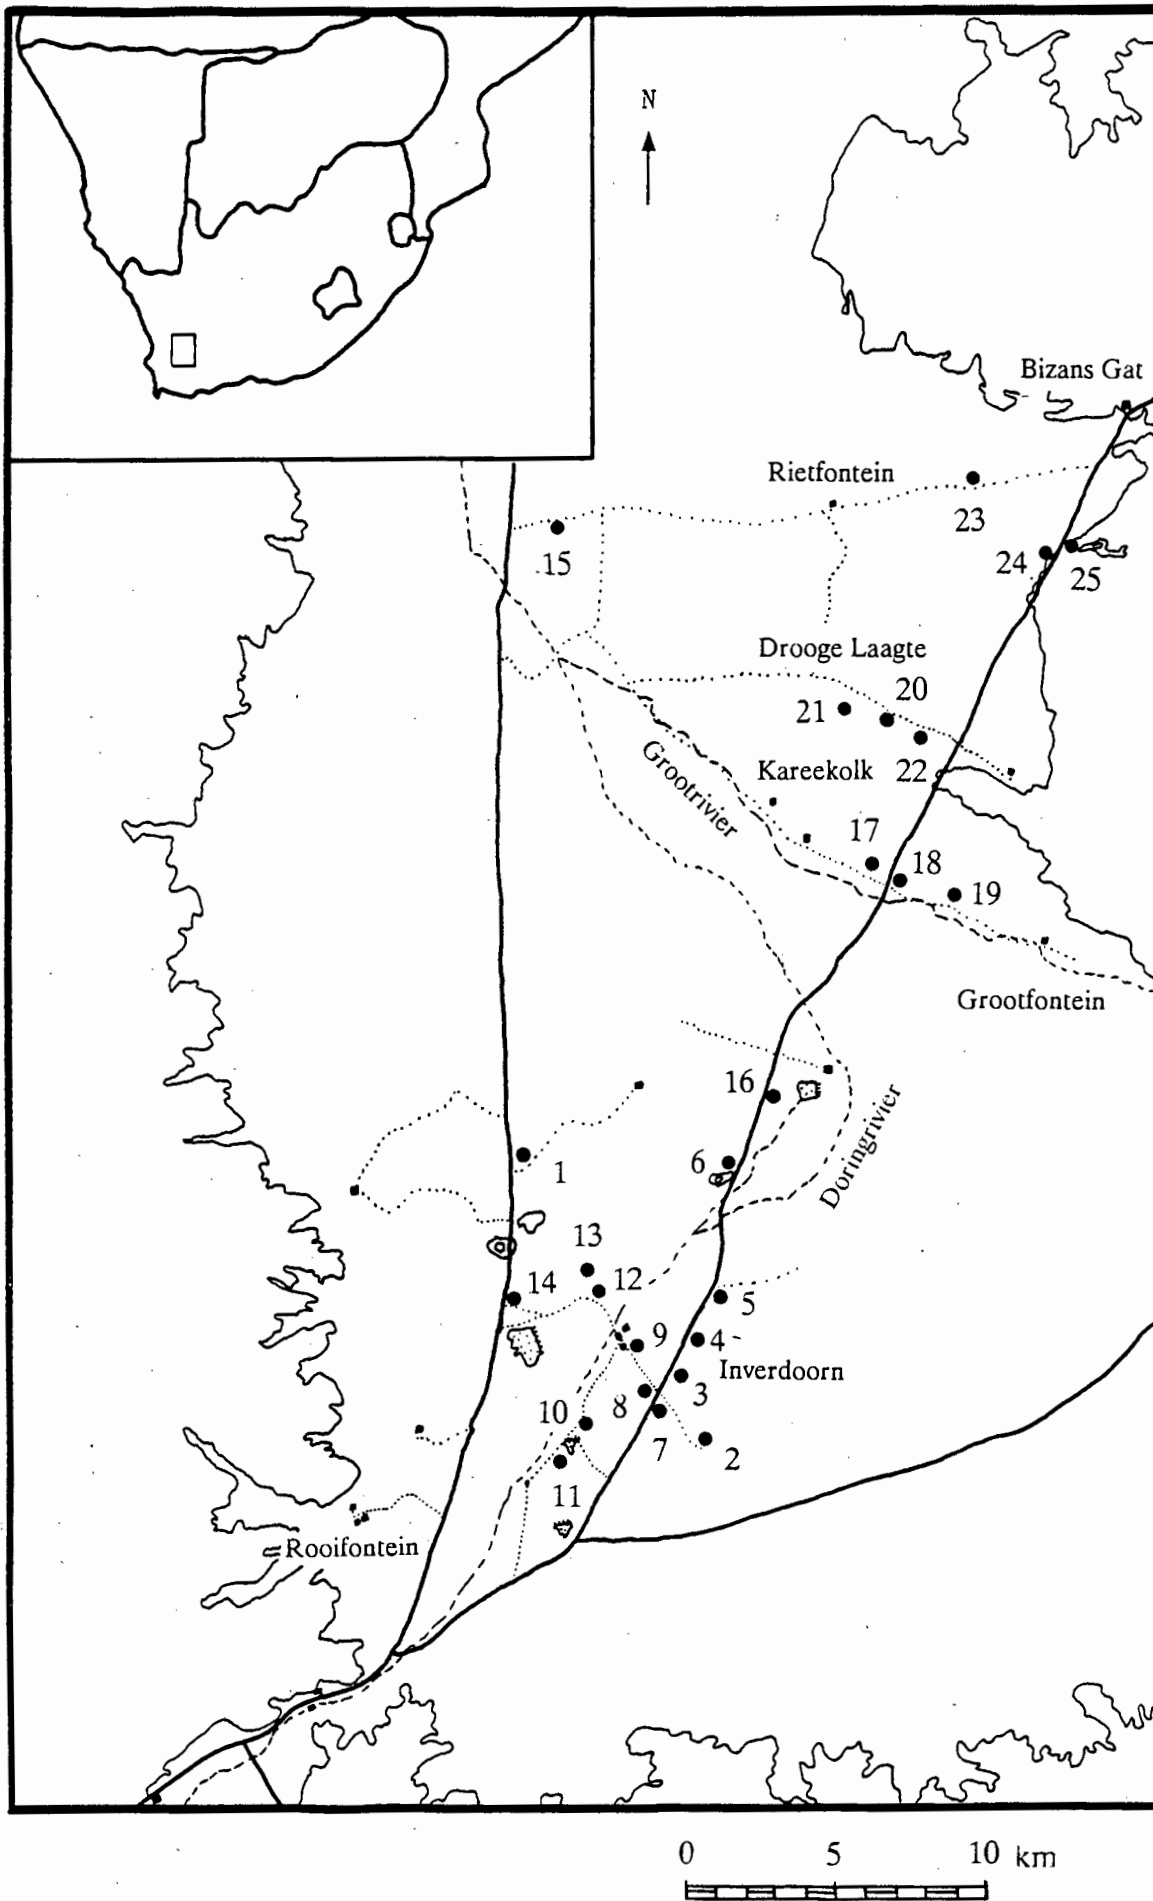 N
Bizans Gat
Rietfontein
23
15
24
25
Drooge Laagte
20
21
22
Kareekolk
Grootrivier
17
18
19
Grootfontein
16
6
Doringrivier
1
13
12
14
5
9
4
Inverdoorn
3
8
10
7
2
11
Rooifontein
0 5 10 km